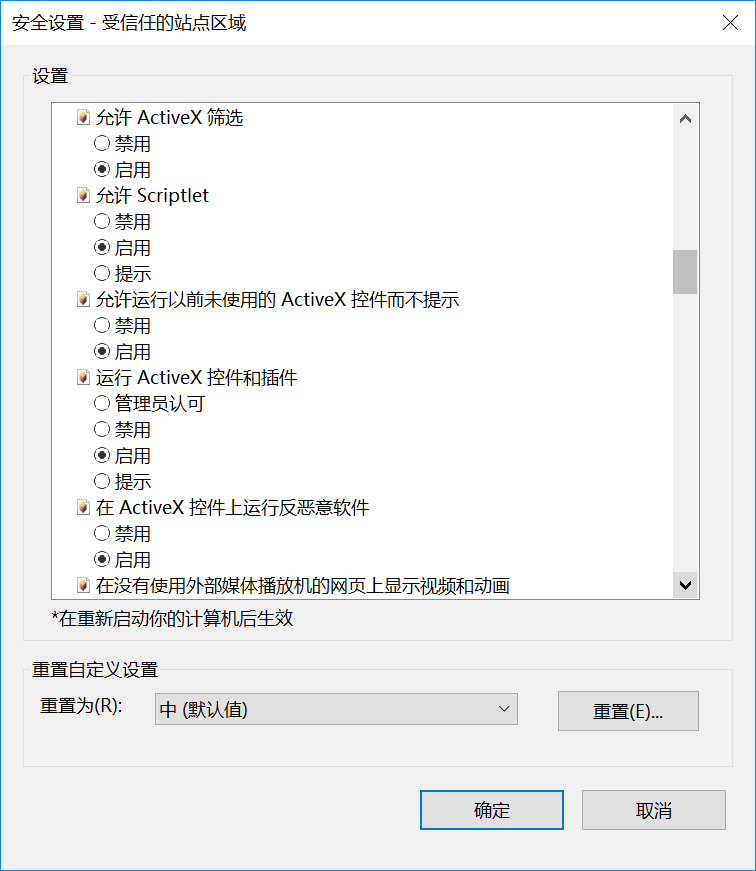 安全设置 - 受信任的站点区域
设置
允许 ActiveX 筛选
禁用
启用
允许 Scriptlet
禁用
启用
提示
允许运行以前未使用的 ActiveX 控件而不提示
禁用
启用
运行 ActiveX 控件和插件
管理员认可
禁用
启用
提示
在 ActiveX 控件上运行反恶意软件
禁用
启用
在没有使用外部媒体播放机的网页上显示视频和动画
*在重新启动你的计算机后生效
重置自定义设置
重置为(R): 中 (默认值) 重置(E)...
确定 取消